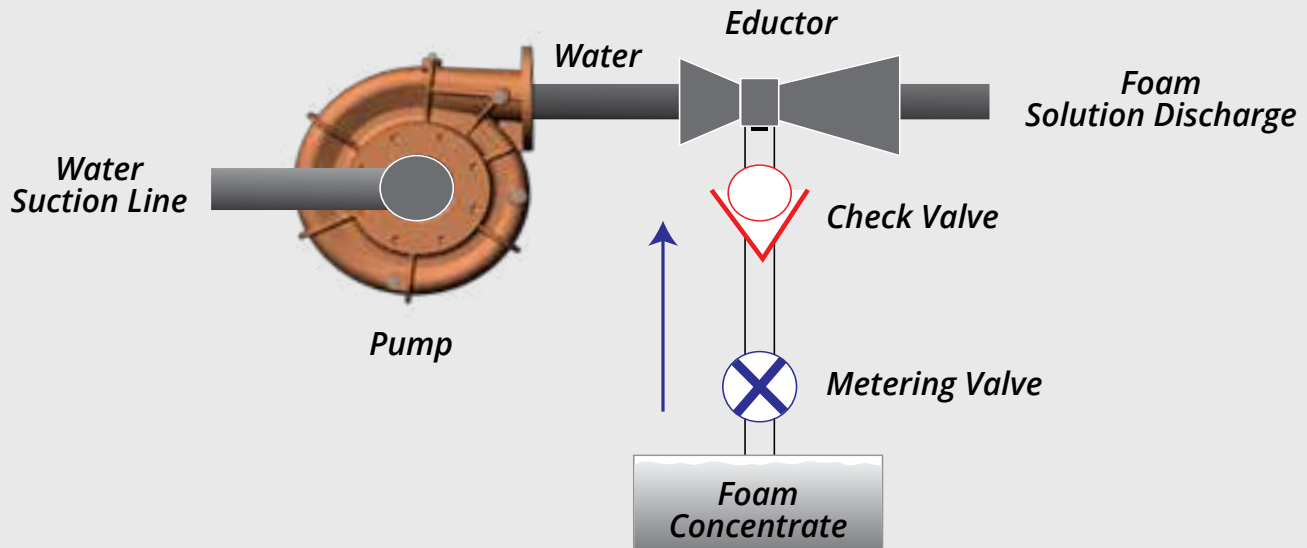 Eductor
Water
Foam
Solution Discharge
Water
Suction Line
Check Valve
Pump
Metering Valve
Foam
Concentrate